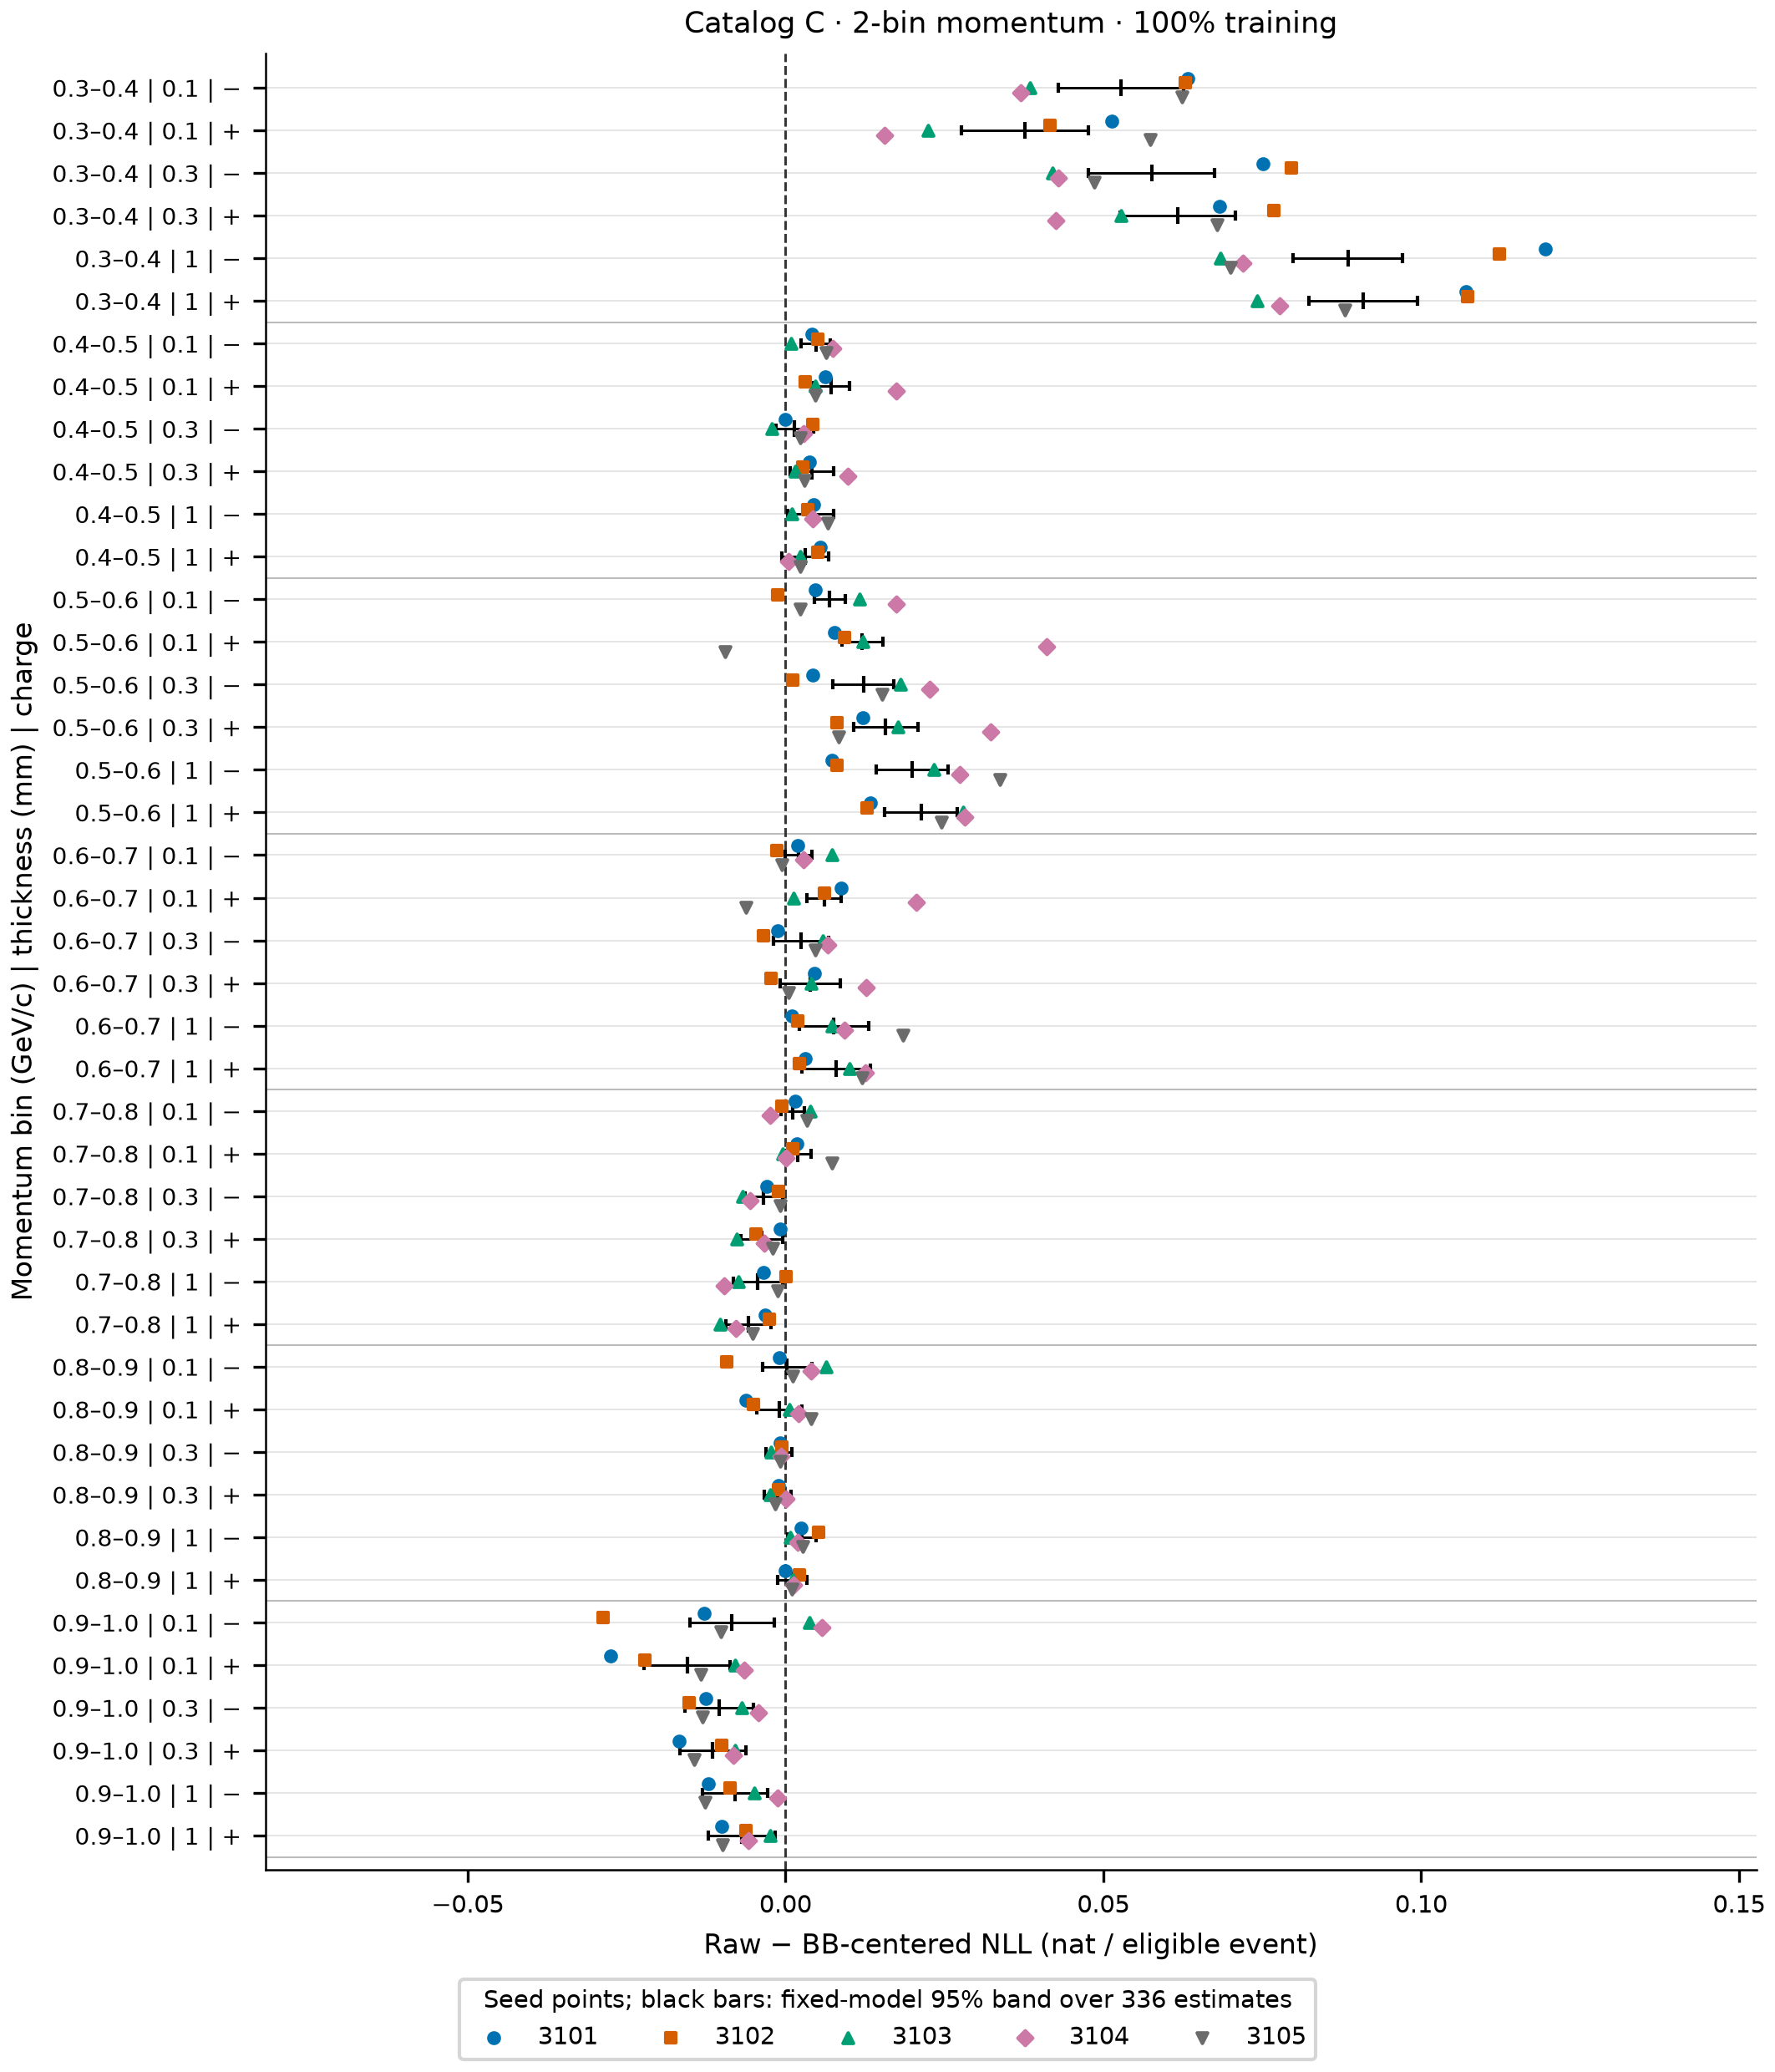 Catalog C · 2-bin momentum · 100% training
Momentum bin (GeV/c) | thickness (mm) | charge
0.3–0.4 | 0.1 | −
0.3–0.4 | 0.1 | +
0.3–0.4 | 0.3 | −
0.3–0.4 | 0.3 | +
0.3–0.4 | 1 | −
0.3–0.4 | 1 | +
0.4–0.5 | 0.1 | −
0.4–0.5 | 0.1 | +
0.4–0.5 | 0.3 | −
0.4–0.5 | 0.3 | +
0.4–0.5 | 1 | −
0.4–0.5 | 1 | +
0.5–0.6 | 0.1 | −
0.5–0.6 | 0.1 | +
0.5–0.6 | 0.3 | −
0.5–0.6 | 0.3 | +
0.5–0.6 | 1 | −
0.5–0.6 | 1 | +
0.6–0.7 | 0.1 | −
0.6–0.7 | 0.1 | +
0.6–0.7 | 0.3 | −
0.6–0.7 | 0.3 | +
0.6–0.7 | 1 | −
0.6–0.7 | 1 | +
0.7–0.8 | 0.1 | −
0.7–0.8 | 0.1 | +
0.7–0.8 | 0.3 | −
0.7–0.8 | 0.3 | +
0.7–0.8 | 1 | −
0.7–0.8 | 1 | +
0.8–0.9 | 0.1 | −
0.8–0.9 | 0.1 | +
0.8–0.9 | 0.3 | −
0.8–0.9 | 0.3 | +
0.8–0.9 | 1 | −
0.8–0.9 | 1 | +
0.9–1.0 | 0.1 | −
0.9–1.0 | 0.1 | +
0.9–1.0 | 0.3 | −
0.9–1.0 | 0.3 | +
0.9–1.0 | 1 | −
0.9–1.0 | 1 | +
−0.05 0.00 0.05 0.10 0.15
Raw − BB-centered NLL (nat / eligible event)
Seed points; black bars: fixed-model 95% band over 336 estimates
3101 3102 3103 3104 3105